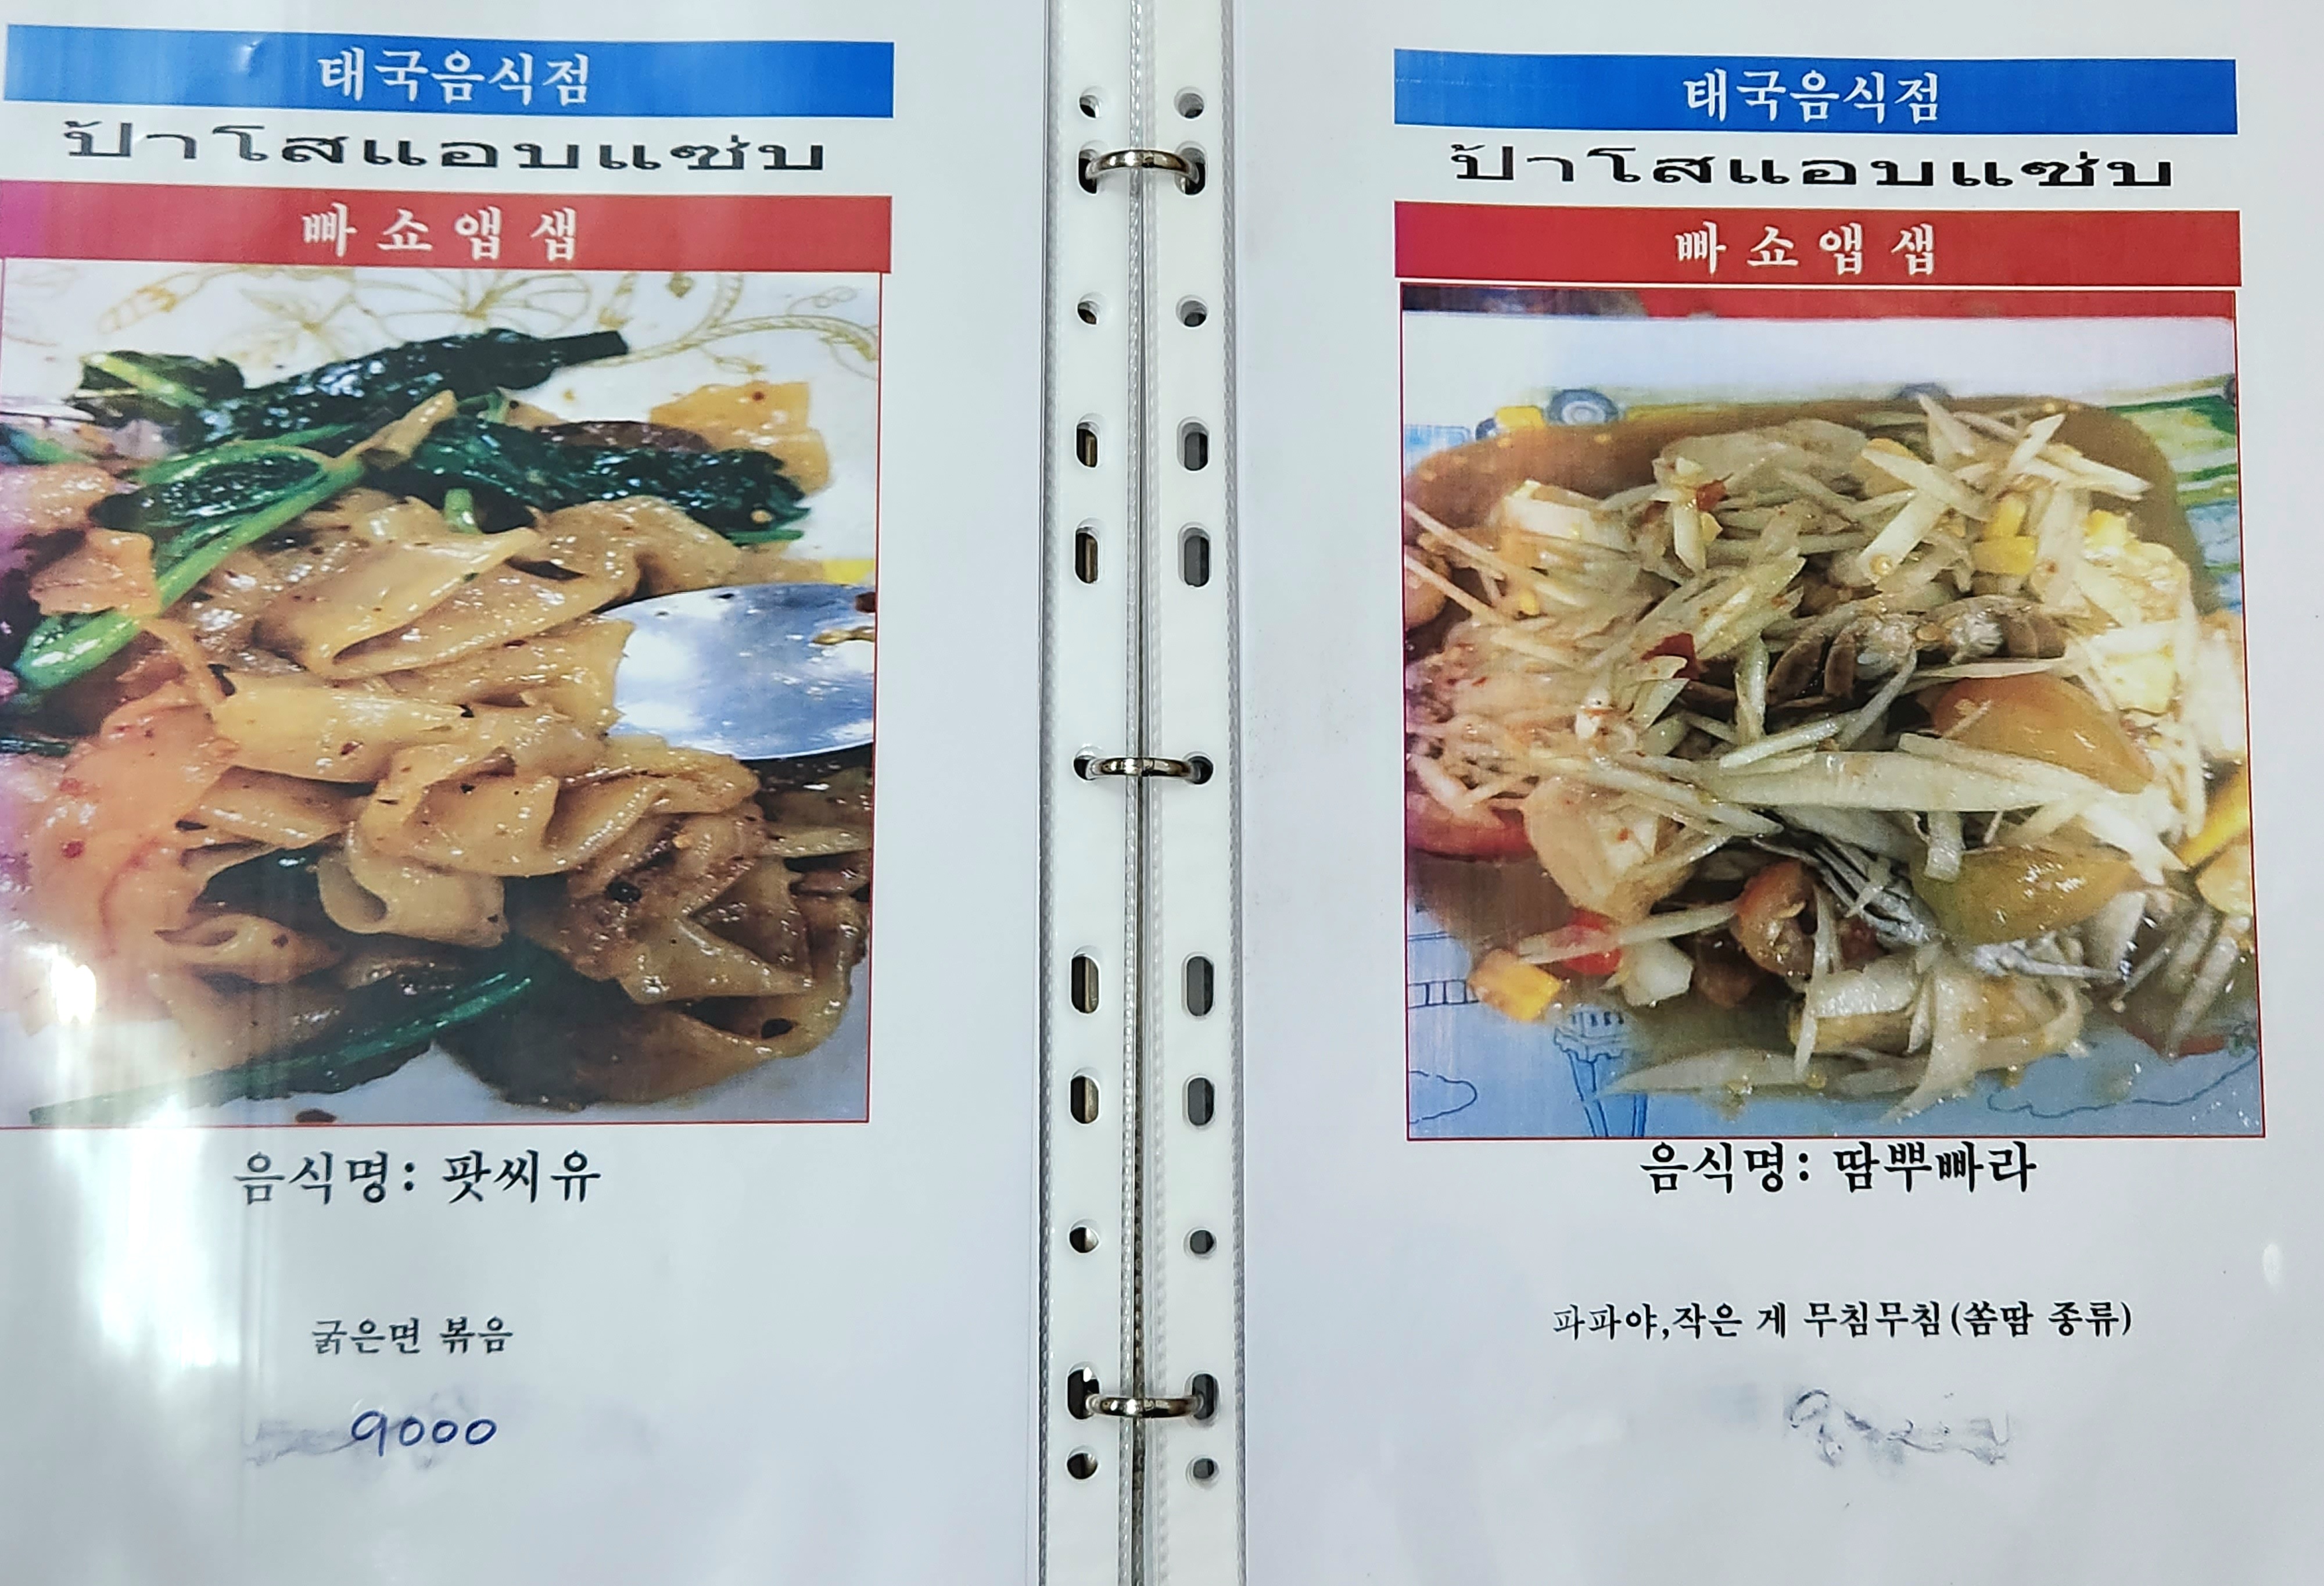 태국음식점
ป้าโสแอบแซ่บ
빠 쇼 앱 샙
음식명: 팟씨유
굵은면 볶음
9000
태국음식점
ป้าโสแอบแซ่บ
빠 쇼 앱 샙
음식명: 땀뿌빠라
파파야,작은 게 무침무침(쏨땀 종류)